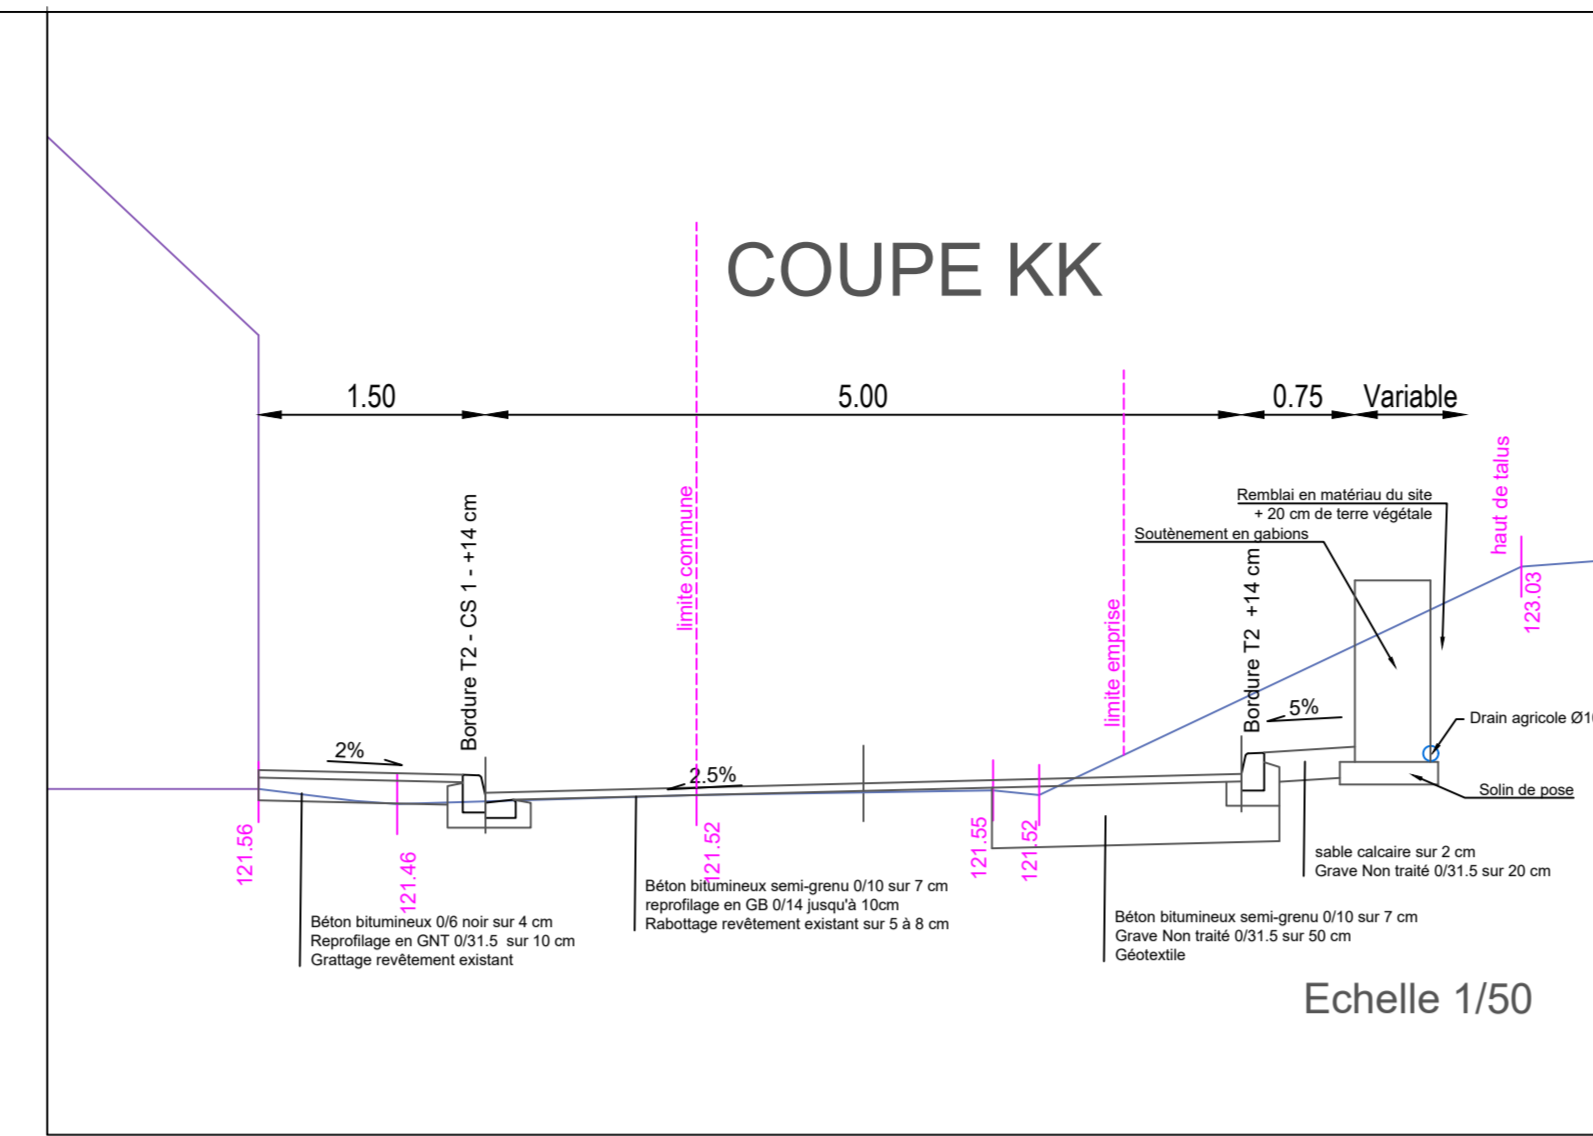 COUPE KK
1.50
5.00
0.75
Variable
Bordure T2 - CS 1 - +14 cm
limite commune
limite emprise
Bordure T2 +14 cm
haut de talus
123.03
Remblai en matériau du site
+ 20 cm de terre végétale
Soutènement en gabions
2%
2.5%
5%
Drain agricole Ø1
Solin de pose
121.56
121.46
121.52
121.55
121.52
Béton bitumineux 0/6 noir sur 4 cm
Reprofilage en GNT 0/31.5 sur 10 cm
Grattage revêtement existant
Béton bitumineux semi-grenu 0/10 sur 7 cm
reprofilage en GB 0/14 jusqu'à 10cm
Rabottage revêtement existant sur 5 à 8 cm
Béton bitumineux semi-grenu 0/10 sur 7 cm
Grave Non traité 0/31.5 sur 50 cm
Géotextile
sable calcaire sur 2 cm
Grave Non traité 0/31.5 sur 20 cm
Echelle 1/50